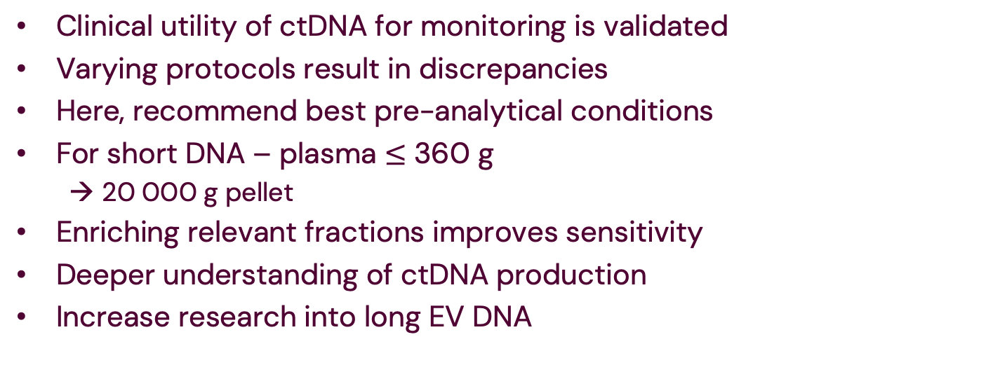 • Clinical utility of ctDNA for monitoring is validated
• Varying protocols result in discrepancies
• Here, recommend best pre-analytical conditions
• For short DNA – plasma ≤ 360 g
→ 20 000 g pellet
• Enriching relevant fractions improves sensitivity
• Deeper understanding of ctDNA production
• Increase research into long EV DNA